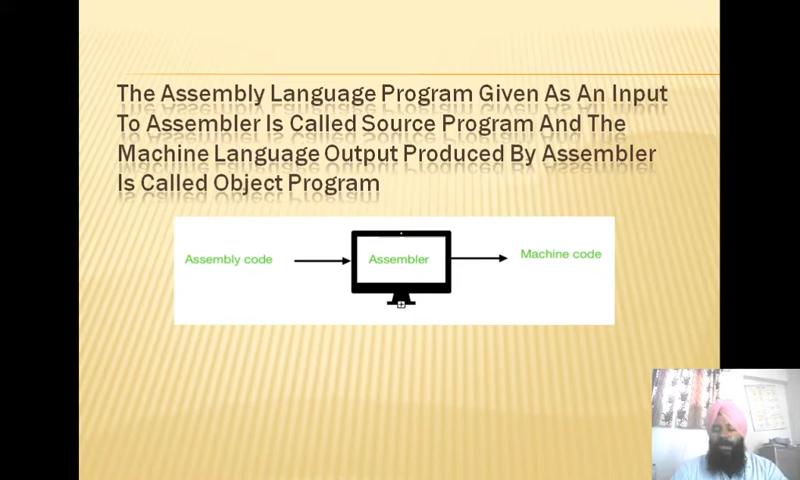 The Assembly Language Program Given As An Input
To Assembler Is Called Source Program And The
Machine Language Output Produced By Assembler
Is Called Object Program
Assembly code
Assembler
Machine code